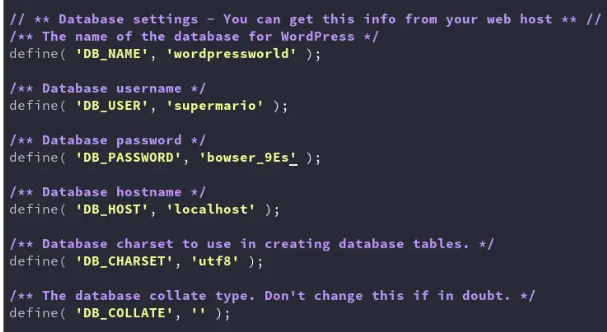 // ** Database settings - You can get this info from your web host ** //
/** The name of the database for WordPress */
define( 'DB_NAME', 'wordpressworld' );
/** Database username */
define( 'DB_USER', 'supermario' );
/** Database password */
define( 'DB_PASSWORD', 'bowser_9Es' );
/** Database hostname */
define( 'DB_HOST', 'localhost' );
/** Database charset to use in creating database tables. */
define( 'DB_CHARSET', 'utf8' );
/** The database collate type. Don't change this if in doubt. */
define( 'DB_COLLATE', '' );